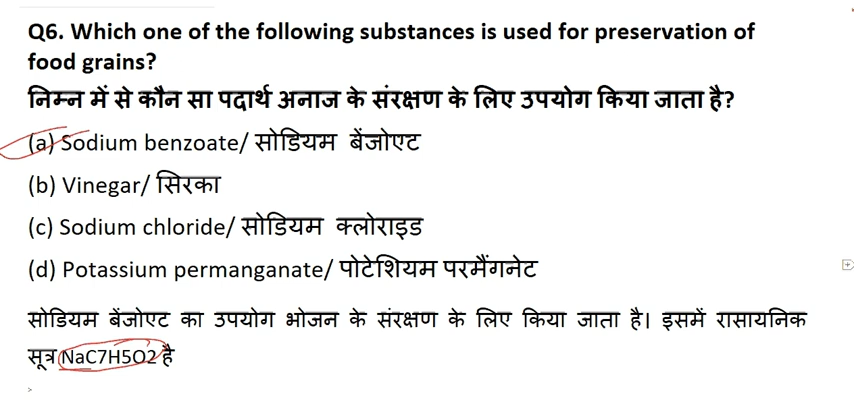 Q6. Which one of the following substances is used for preservation of
food grains?
निम्न में से कौन सा पदार्थ अनाज के संरक्षण के लिए उपयोग किया जाता है?
(a) Sodium benzoate/ सोडियम बेंजोएट
(b) Vinegar/ सिरका
(c) Sodium chloride/ सोडियम क्लोराइड
(d) Potassium permanganate/ पोटेशियम परमैंगनेट
सोडियम बेंजोएट का उपयोग भोजन के संरक्षण के लिए किया जाता है। इसमें रासायनिक
सूत्र NaC7H5O2 है